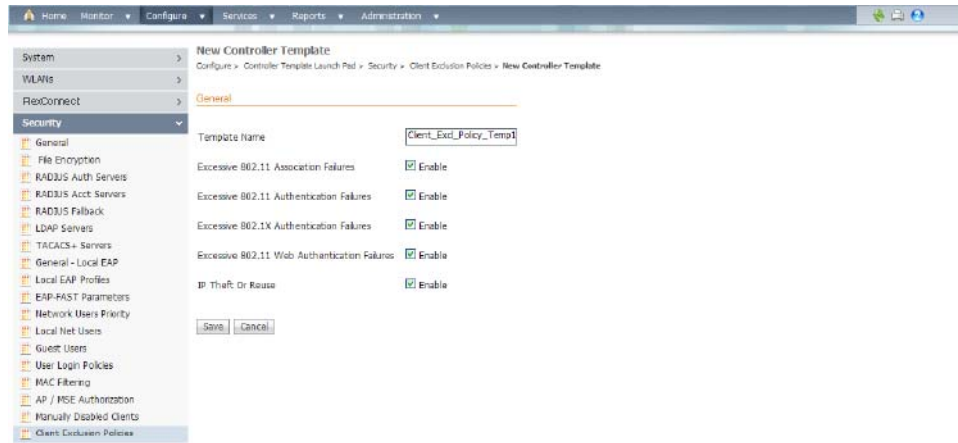 Home Monitor Configure Services Reports Administration
System
WLANs
FlexConnect
Security
General
File Encryption
RADIUS Auth Servers
RADIUS Acct Servers
RADIUS Fallback
LDAP Servers
TACACS+ Servers
General - Local EAP
Local EAP Profiles
EAP-FAST Parameters
Network Users Priority
Local Net Users
Guest Users
User Login Policies
MAC Filtering
AP / MSE Authorization
Manually Disabled Clients
Client Exclusion Policies
New Controller Template
Configure > Controller Template Launch Pad > Security > Client Exclusion Policies > New Controller Template
General
Template Name Client_Excl_Policy_Temp1
Excessive 802.11 Association Failures Enable
Excessive 802.11 Authentication Failures Enable
Excessive 802.1X Authentication Failures Enable
Excessive 802.11 Web Authentication Failures Enable
IP Theft Or Reuse Enable
Save Cancel